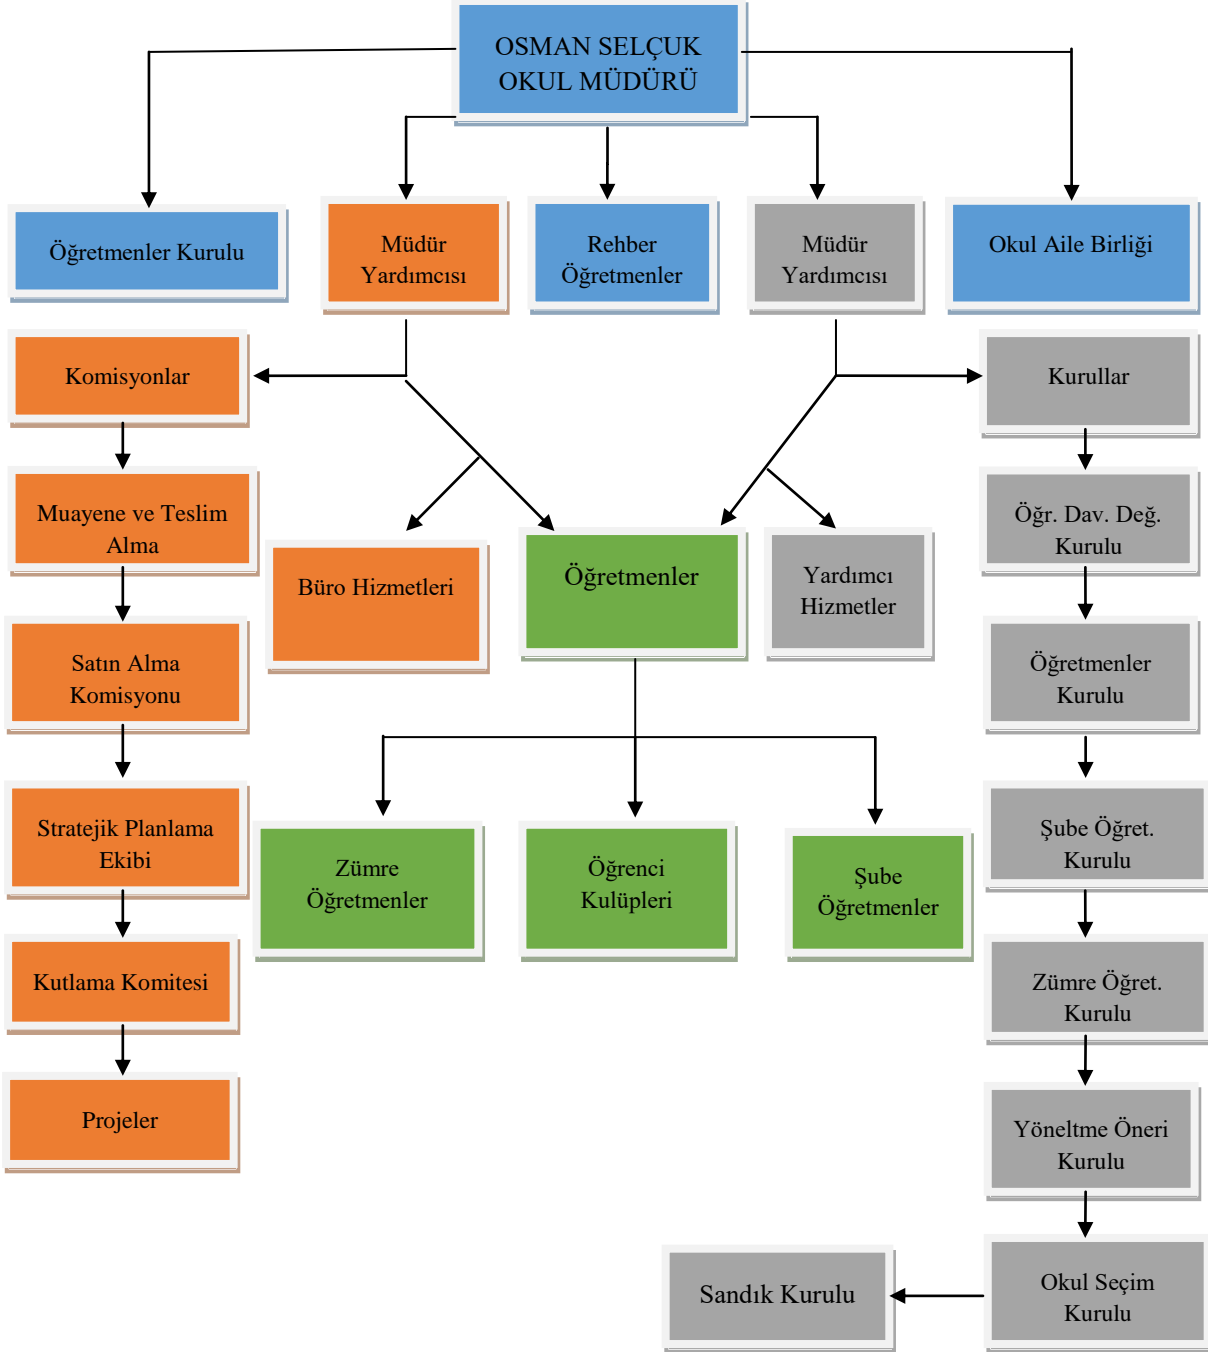 OSMAN SELÇUK
OKUL MÜDÜRÜ
Öğretmenler Kurulu
Müdür
Yardımcısı
Rehber
Öğretmenler
Müdür
Yardımcısı
Okul Aile Birliği
Komisyonlar
Kurullar
Muayene ve Teslim
Alma
Öğr. Dav. Değ.
Kurulu
Büro Hizmetleri
Öğretmenler
Yardımcı
Hizmetler
Satın Alma
Komisyonu
Öğretmenler
Kurulu
Stratejik Planlama
Ekibi
Şube Öğret.
Kurulu
Zümre
Öğretmenler
Öğrenci
Kulüpleri
Şube
Öğretmenler
Kutlama Komitesi
Zümre Öğret.
Kurulu
Projeler
Yöneltme Öneri
Kurulu
Sandık Kurulu
Okul Seçim
Kurulu